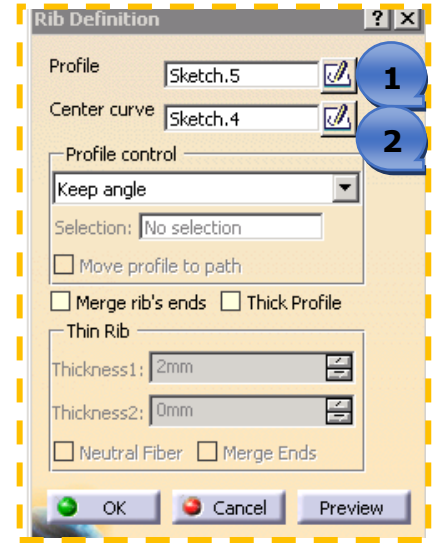 Rib Definition ? X
Profile Sketch.5 1
Center curve Sketch.4 2
Profile control
Keep angle
Selection: No selection
Move profile to path
Merge rib's ends Thick Profile
Thin Rib
Thickness1: 2mm
Thickness2: 0mm
Neutral Fiber Merge Ends
OK Cancel Preview